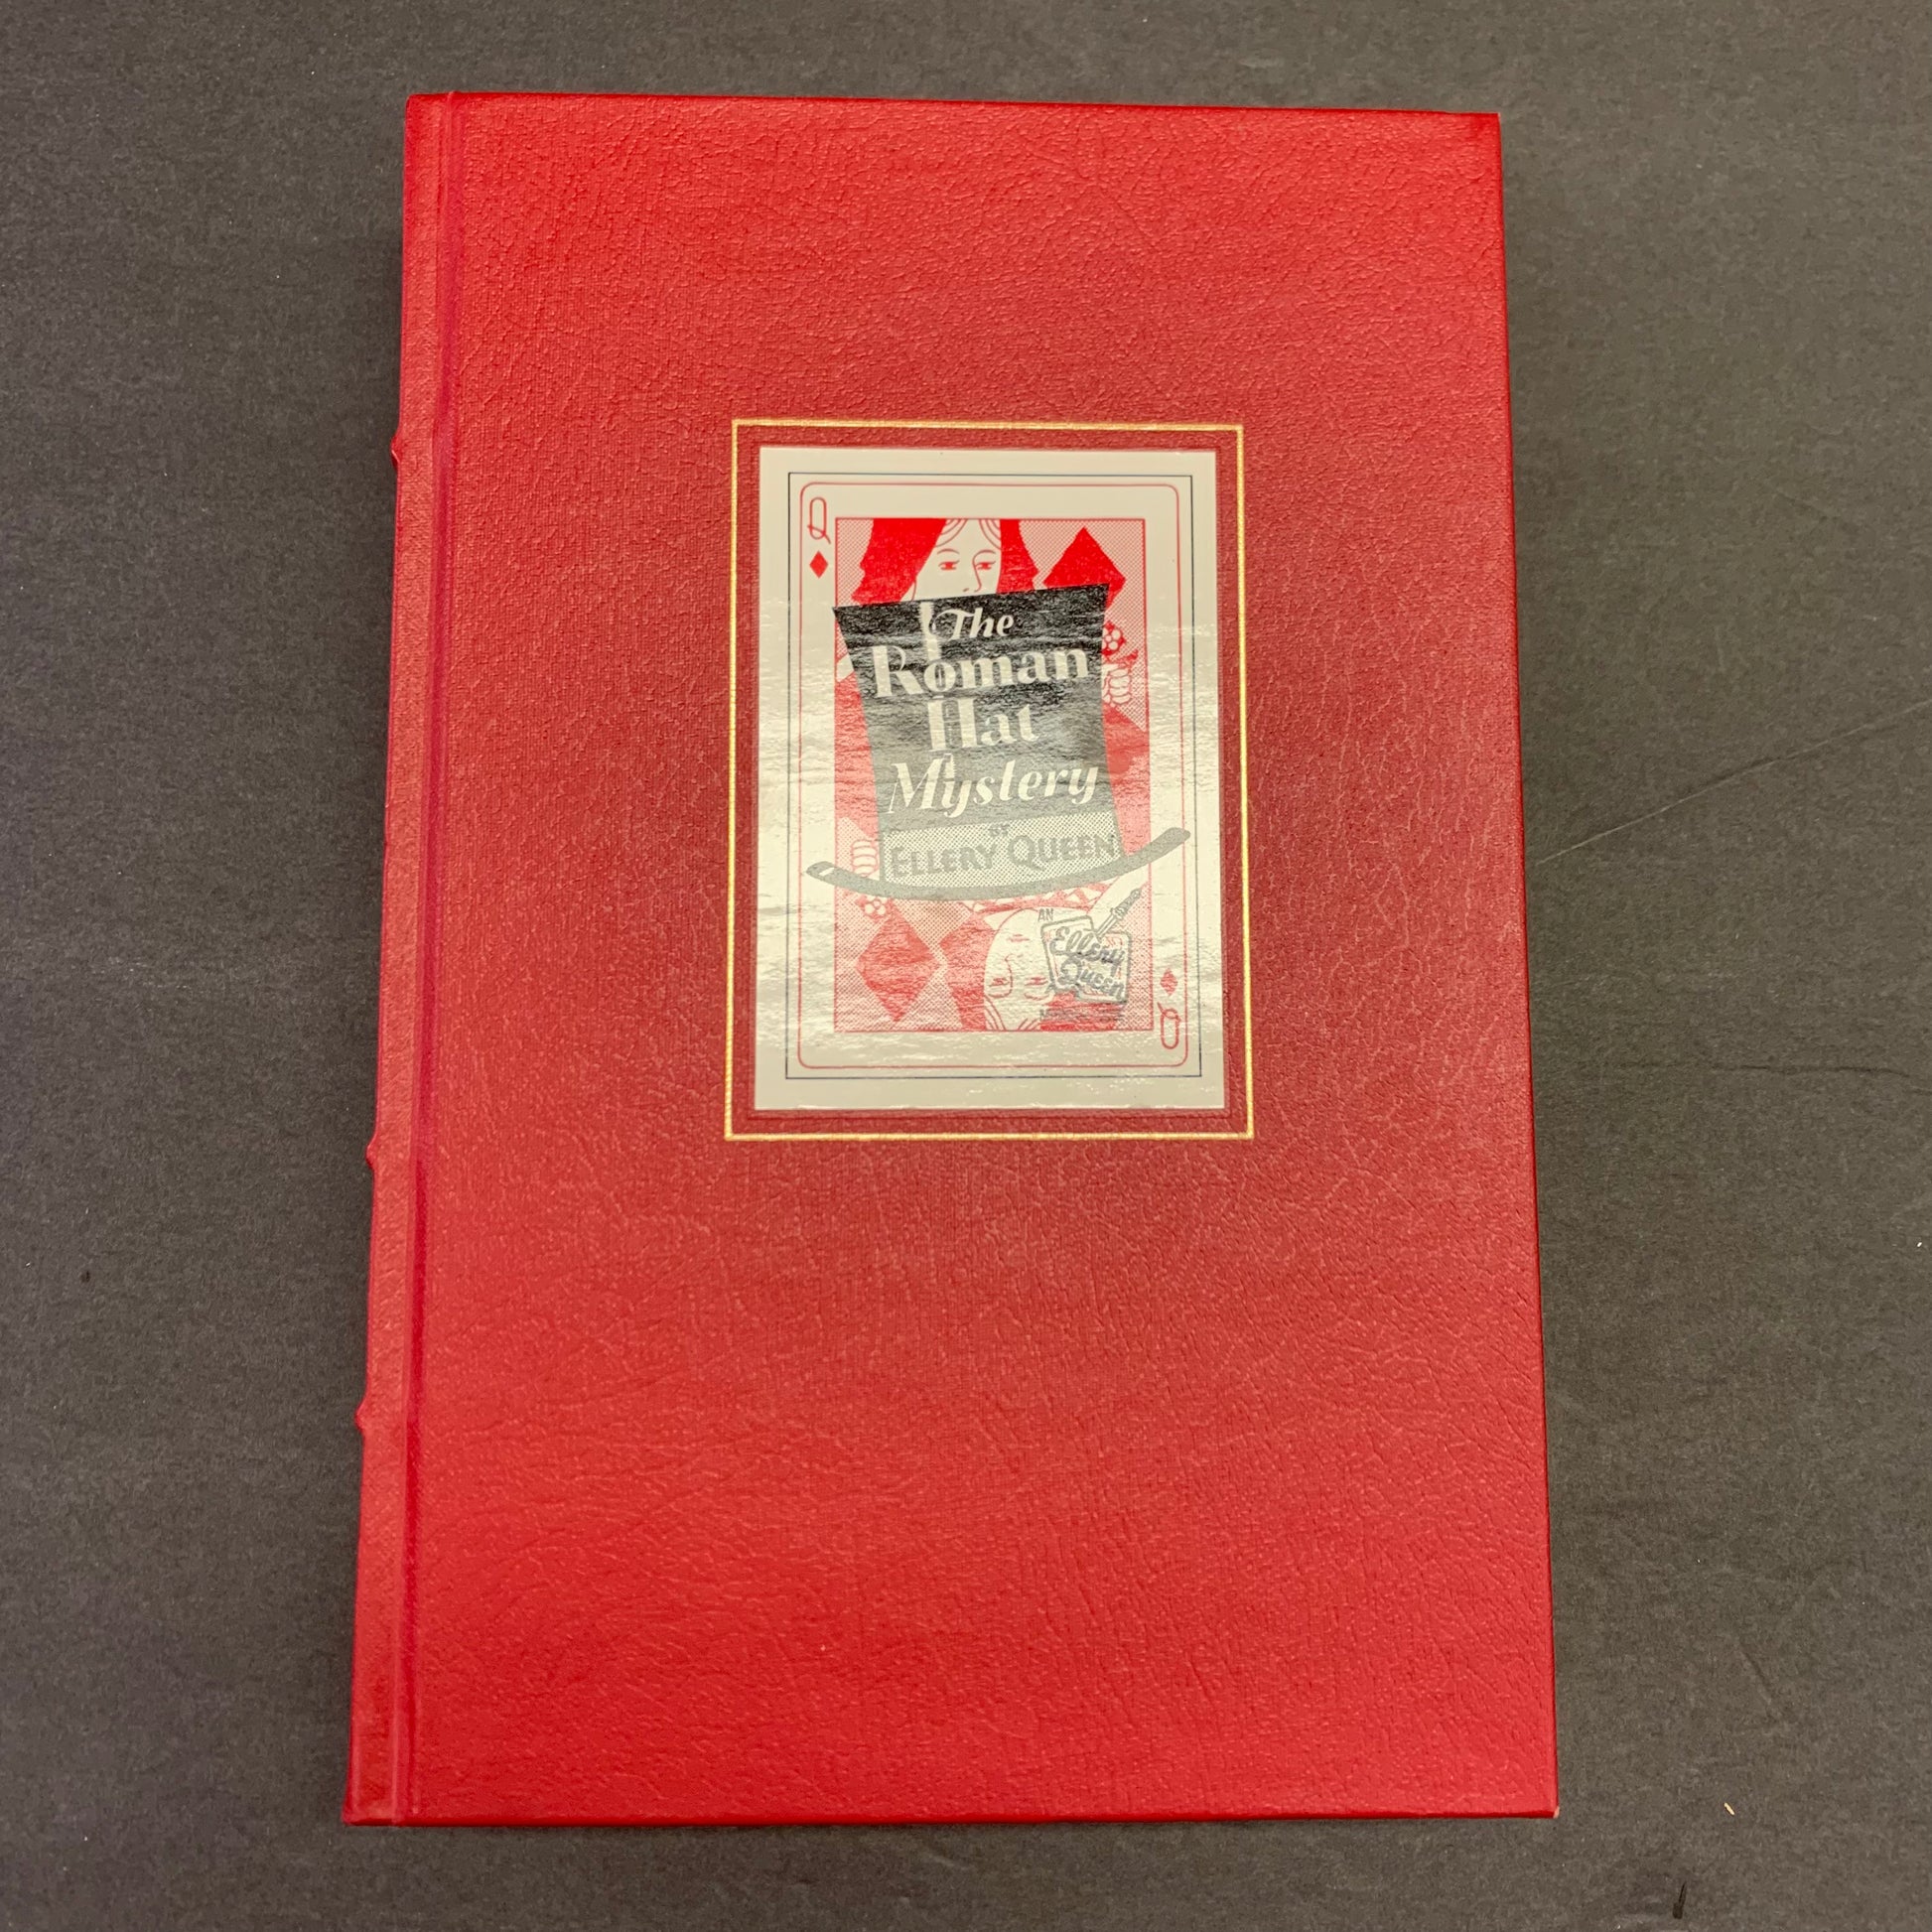 Q
The
Roman
Hat
Mystery
BY
ELLERY QUEEN
AN
Ellery
Queen
Q